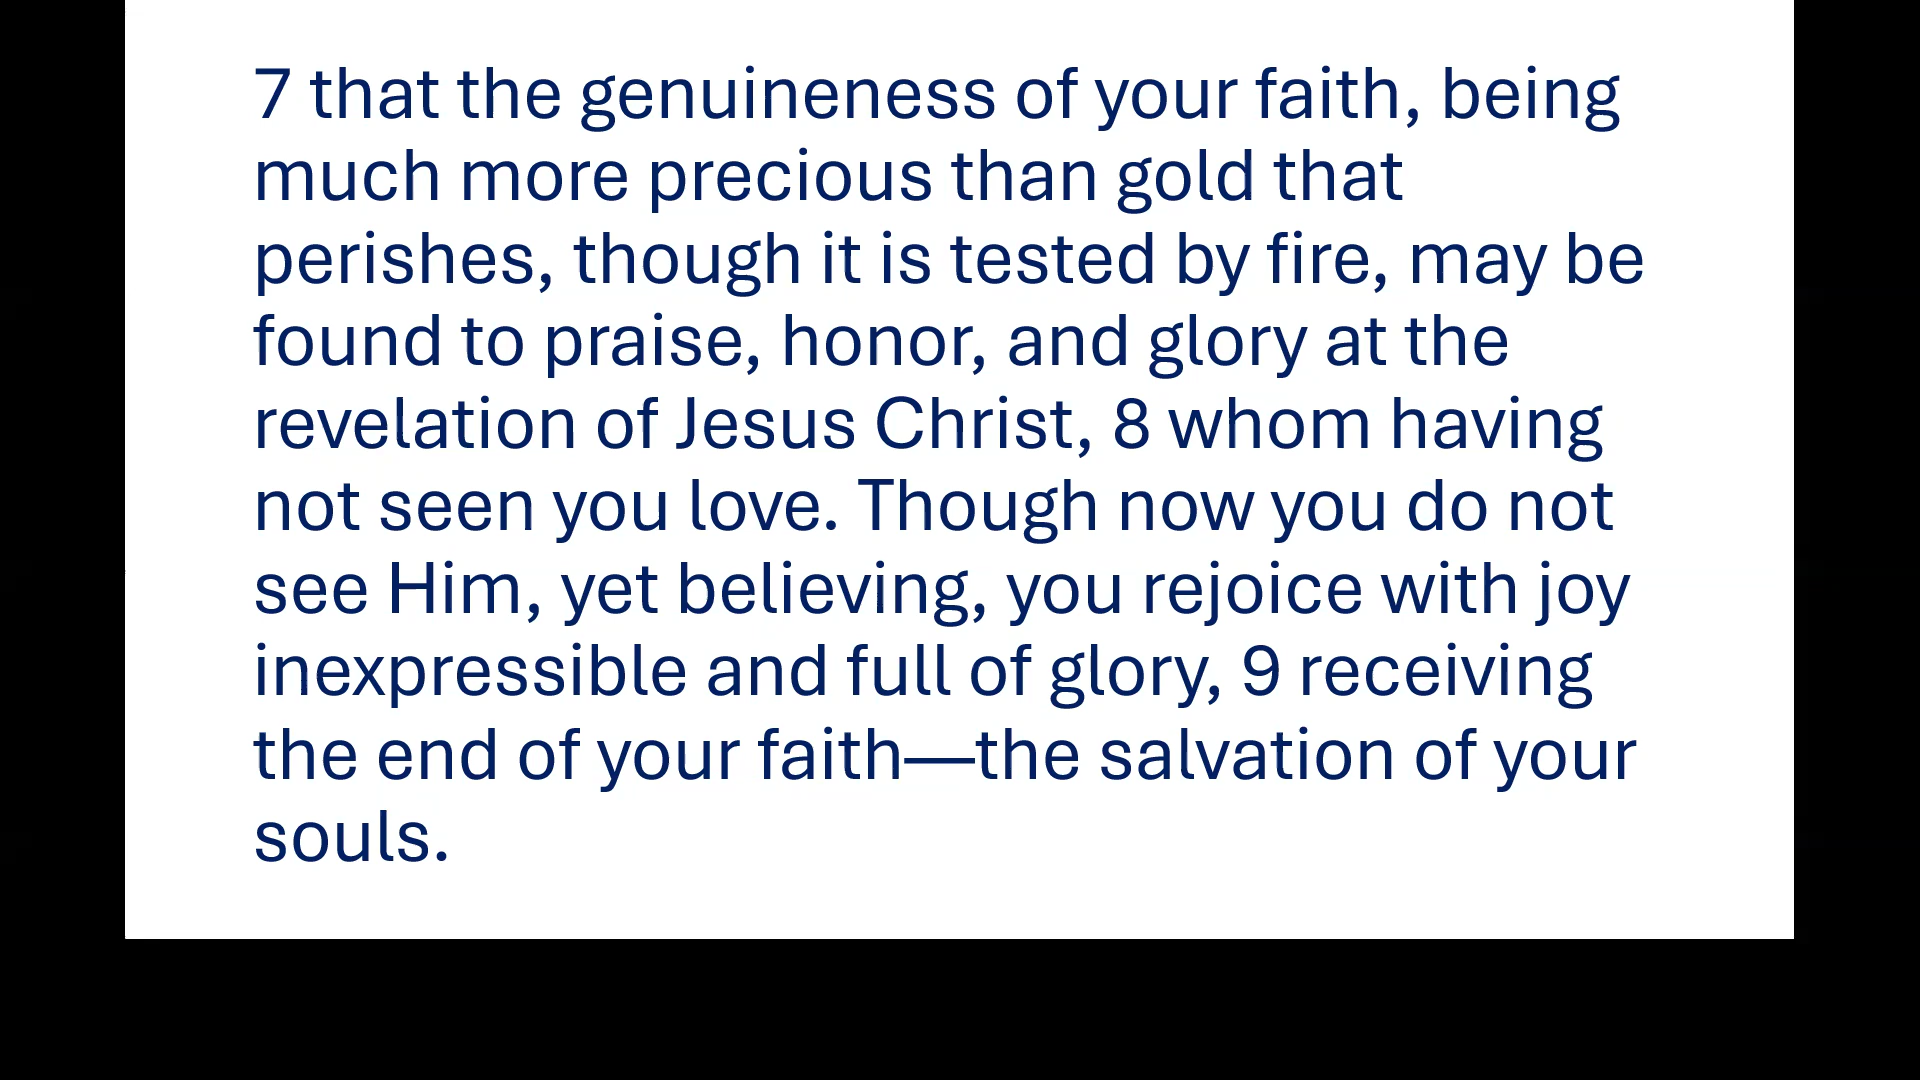 7 that the genuineness of your faith, being
much more precious than gold that
perishes, though it is tested by fire, may be
found to praise, honor, and glory at the
revelation of Jesus Christ, 8 whom having
not seen you love. Though now you do not
see Him, yet believing, you rejoice with joy
inexpressible and full of glory, 9 receiving
the end of your faith—the salvation of your
souls.